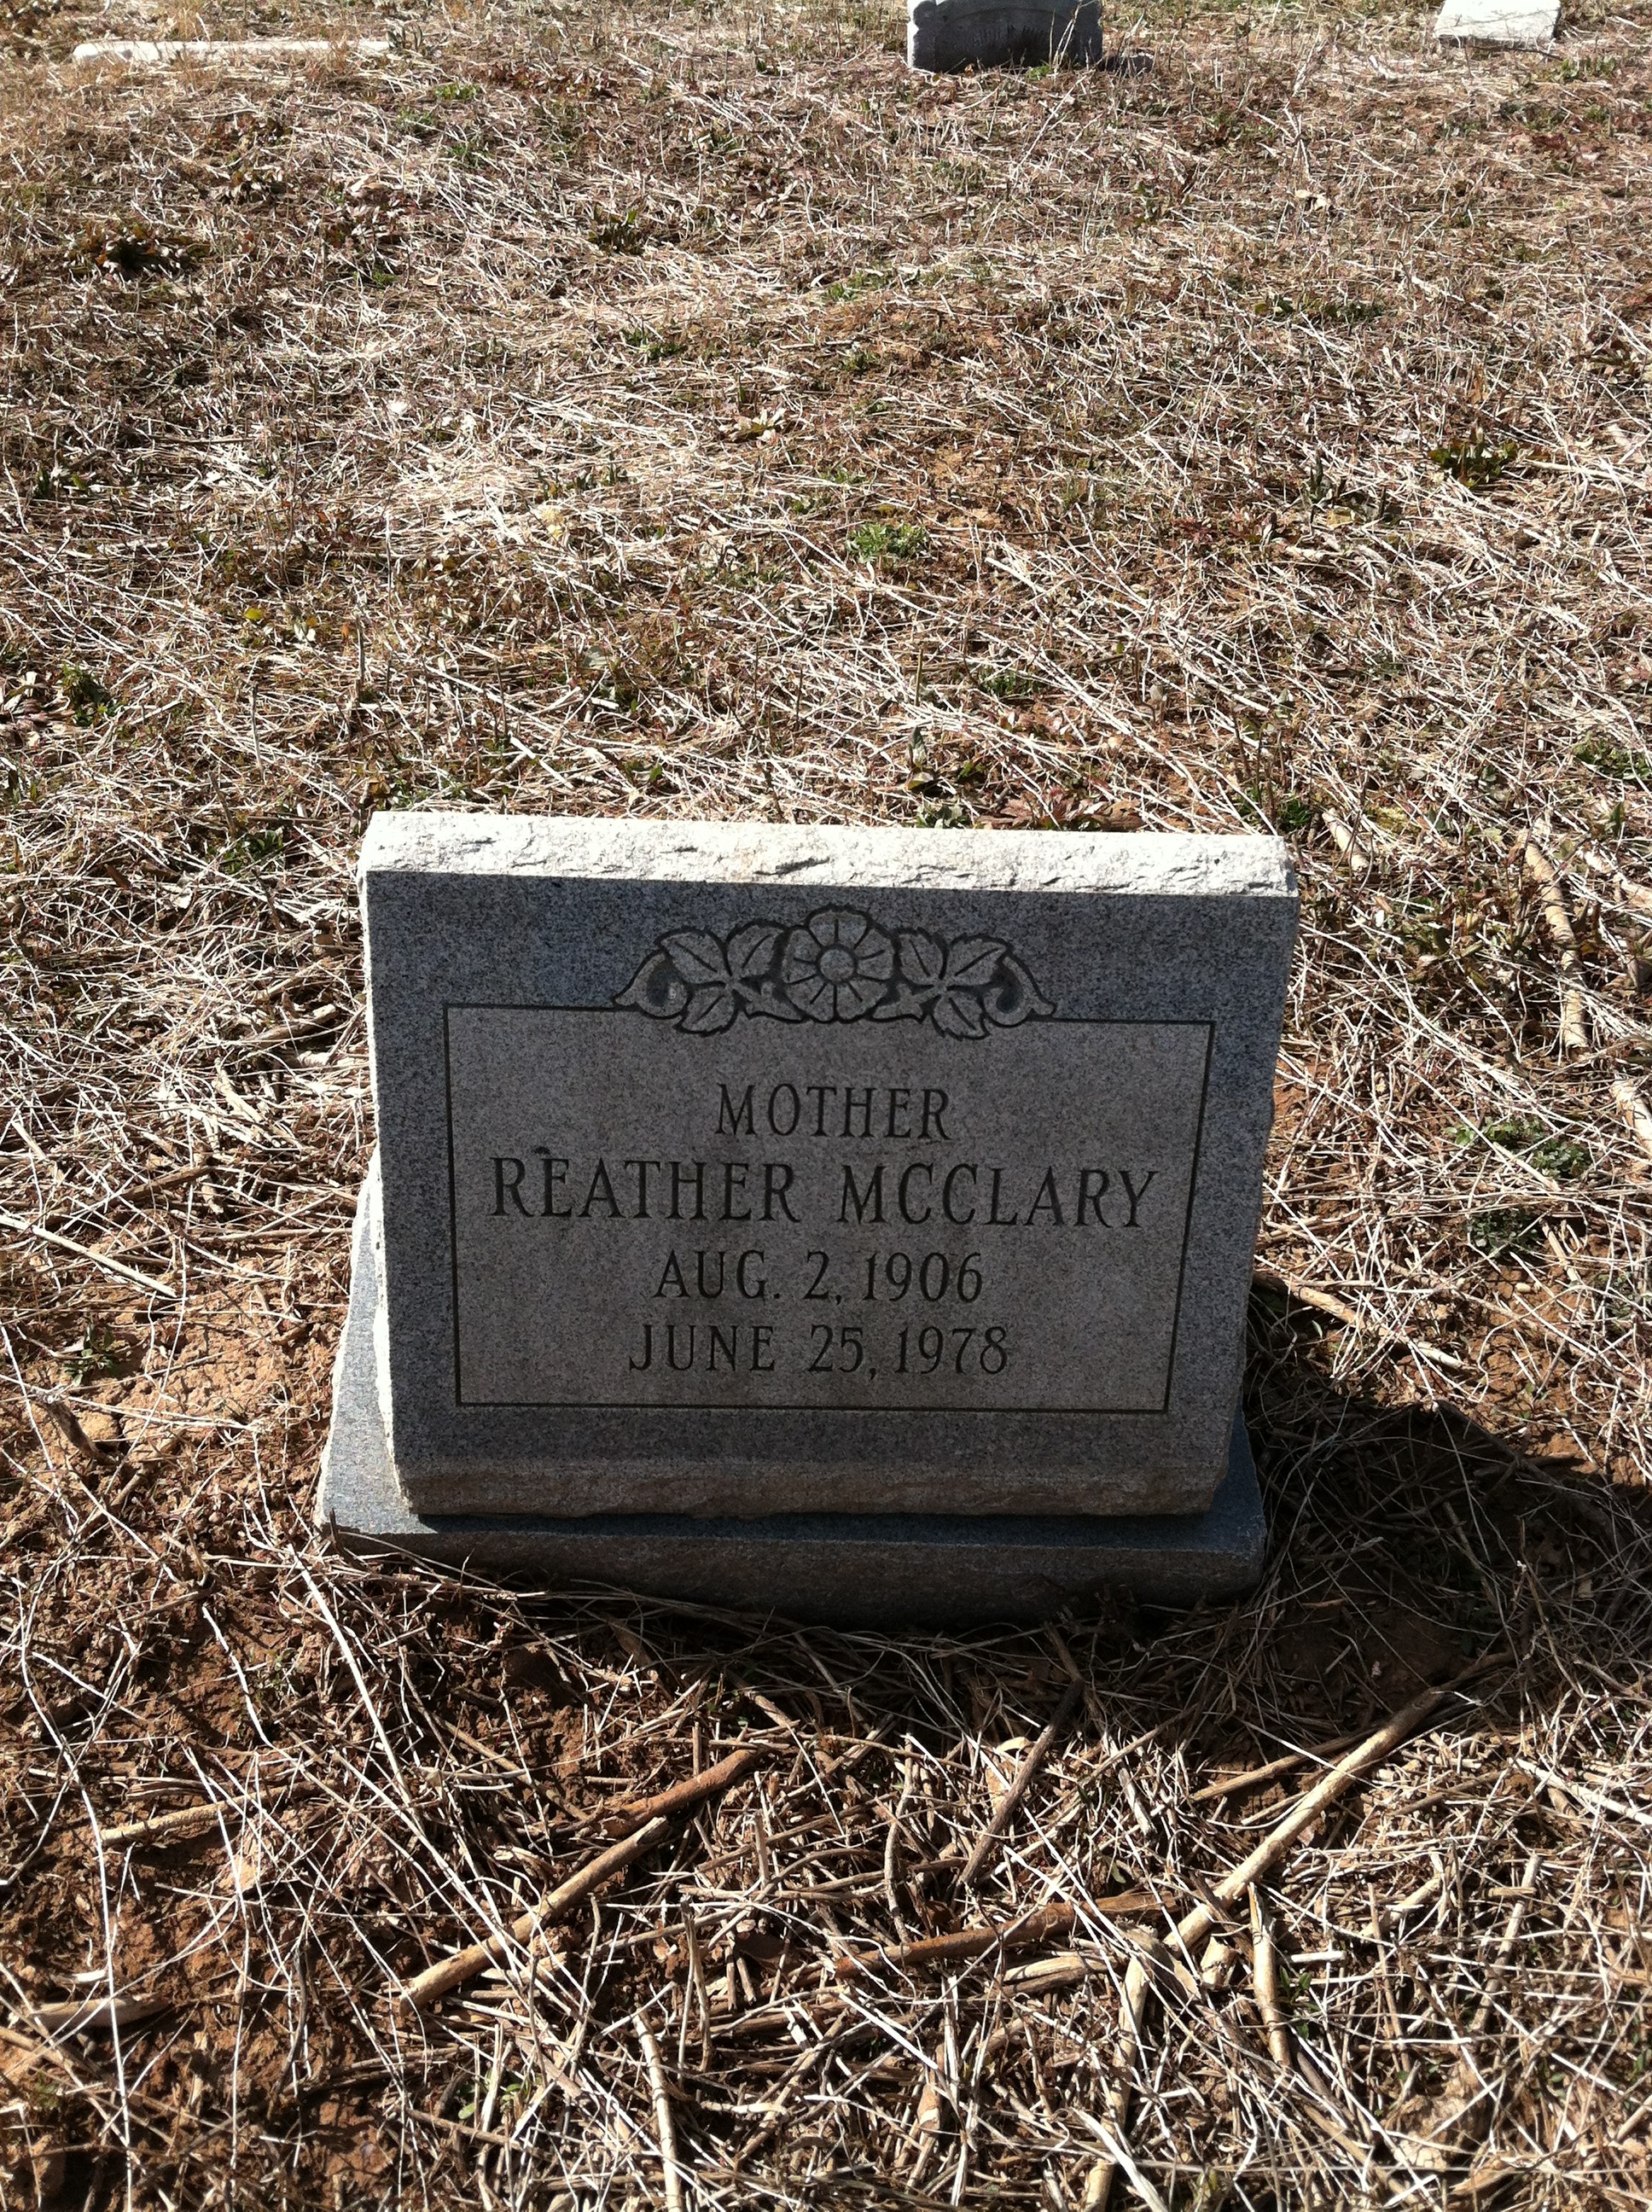 MOTHER
REATHER MCCLARY
AUG. 2, 1906
JUNE 25, 1978